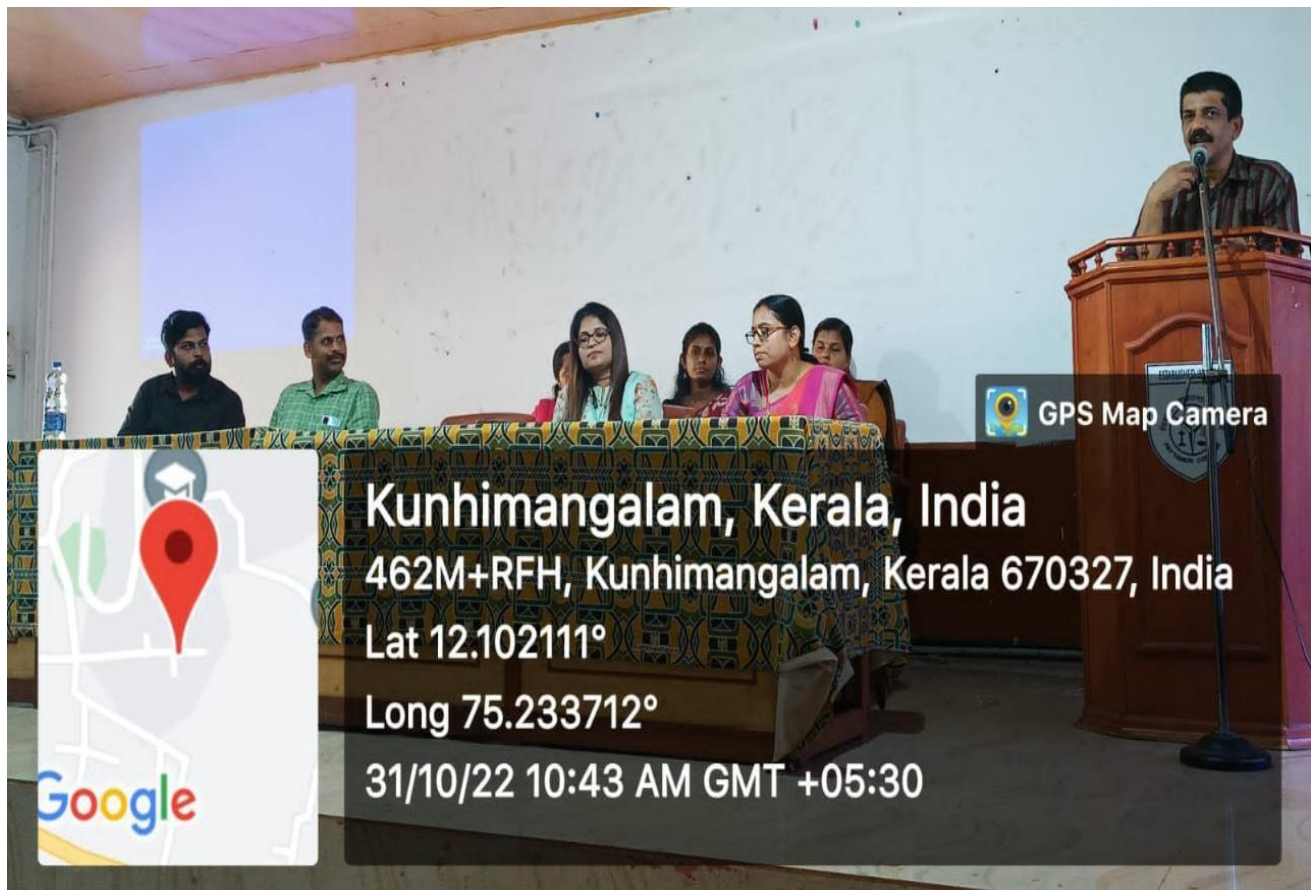 GPS Map Camera
Kunhimangalam, Kerala, India
462M+RFH, Kunhimangalam, Kerala 670327, India
Lat 12.102111°
Long 75.233712°
31/10/22 10:43 AM GMT +05:30
Google